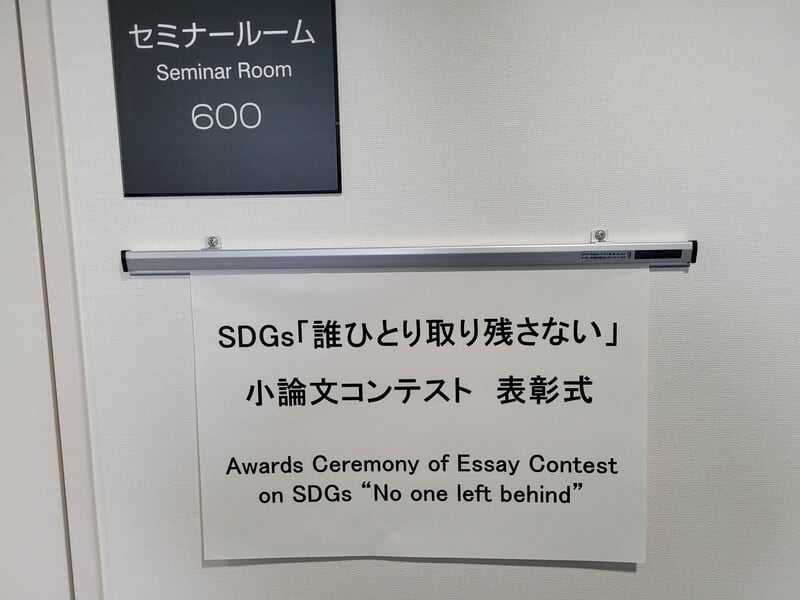 セミナールーム
Seminar Room
600
SDGs「誰ひとり取り残さない」
小論文コンテスト　表彰式
Awards Ceremony of Essay Contest
on SDGs “No one left behind”